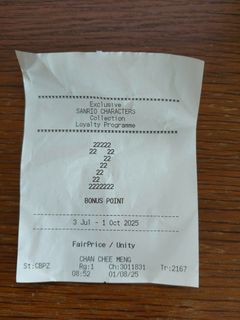 ********************************
Exclusive
SANRIO CHARACTERS
Collection
Loyalty Programme
********************************
22222
22   22
22
22
22
22
2222222
BONUS POINT
--------------------------------
3 Jul - 1 Oct 2025
--------------------------------
FairPrice / Unity
CHAN CHEE MENG
St:CBPZ Rg:1 Ch:3011831 Tr:2167
08:52 01/08/25